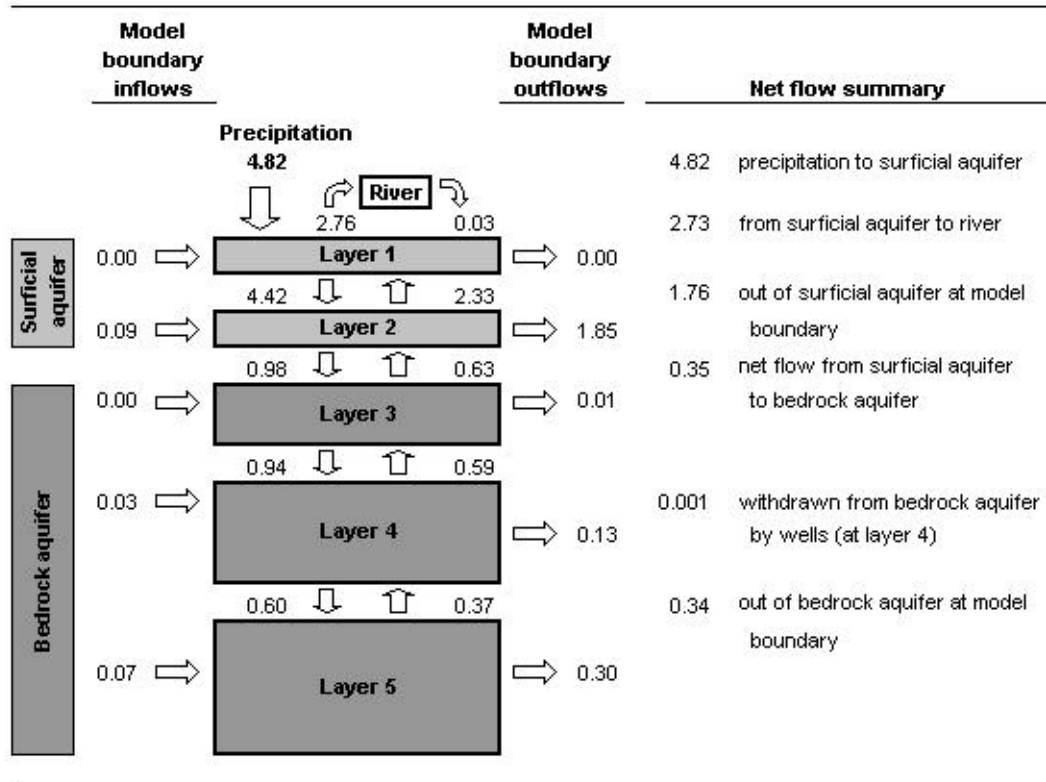 Model
boundary
inflows
Model
boundary
outflows
Net flow summary
Precipitation
4.82
River
2.76
0.03
4.82 precipitation to surficial aquifer
2.73 from surficial aquifer to river
1.76 out of surficial aquifer at model
boundary
0.35 net flow from surficial aquifer
to bedrock aquifer
0.001 withdrawn from bedrock aquifer
by wells (at layer 4)
0.34 out of bedrock aquifer at model
boundary
Surficial
aquifer
0.00
Layer 1
0.00
4.42
2.33
0.09
Layer 2
1.85
0.98
0.63
Bedrock aquifer
0.00
Layer 3
0.01
0.94
0.59
0.03
Layer 4
0.13
0.60
0.37
0.07
Layer 5
0.30